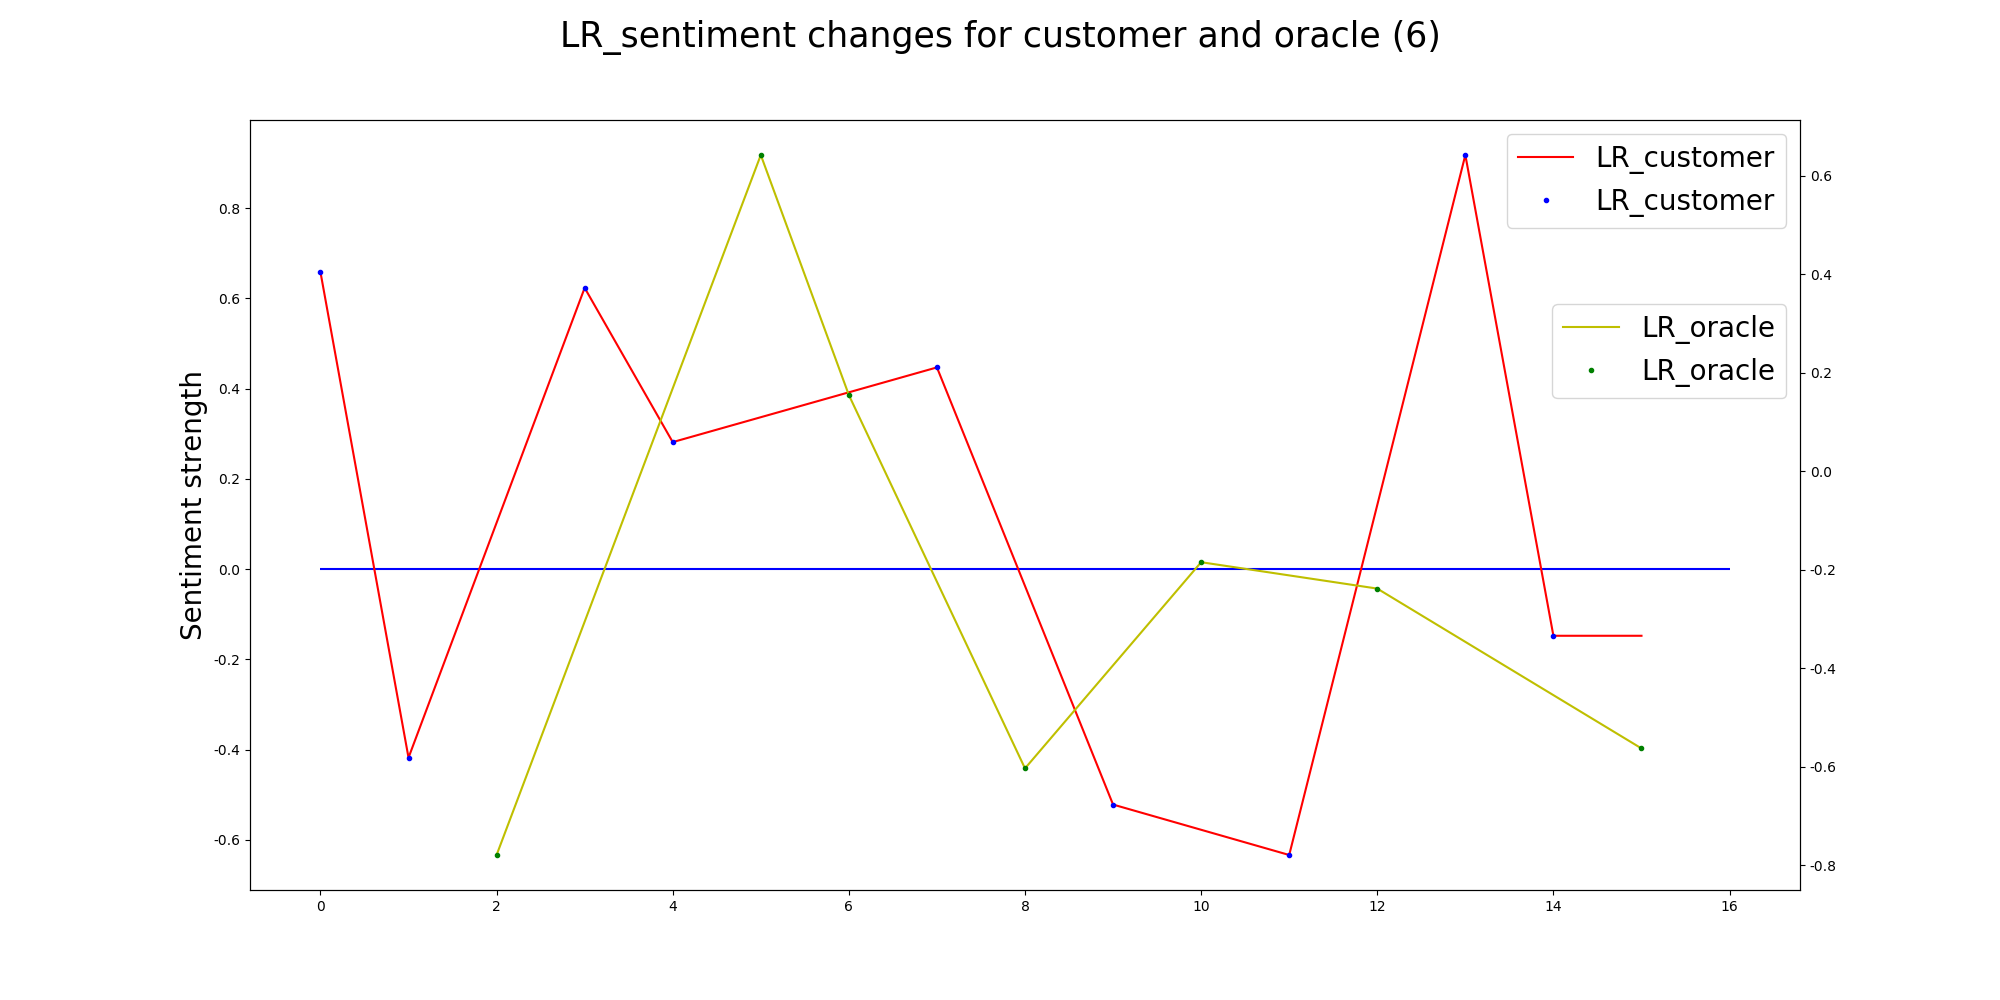 LR_sentiment changes for customer and oracle (6)
LR_customer
LR_customer
LR_oracle
LR_oracle
Sentiment strength
0.8
0.6
0.4
0.2
0.0
-0.2
-0.4
-0.6
0.6
0.4
0.2
0.0
-0.2
-0.4
-0.6
-0.8
0 2 4 6 8 10 12 14 16